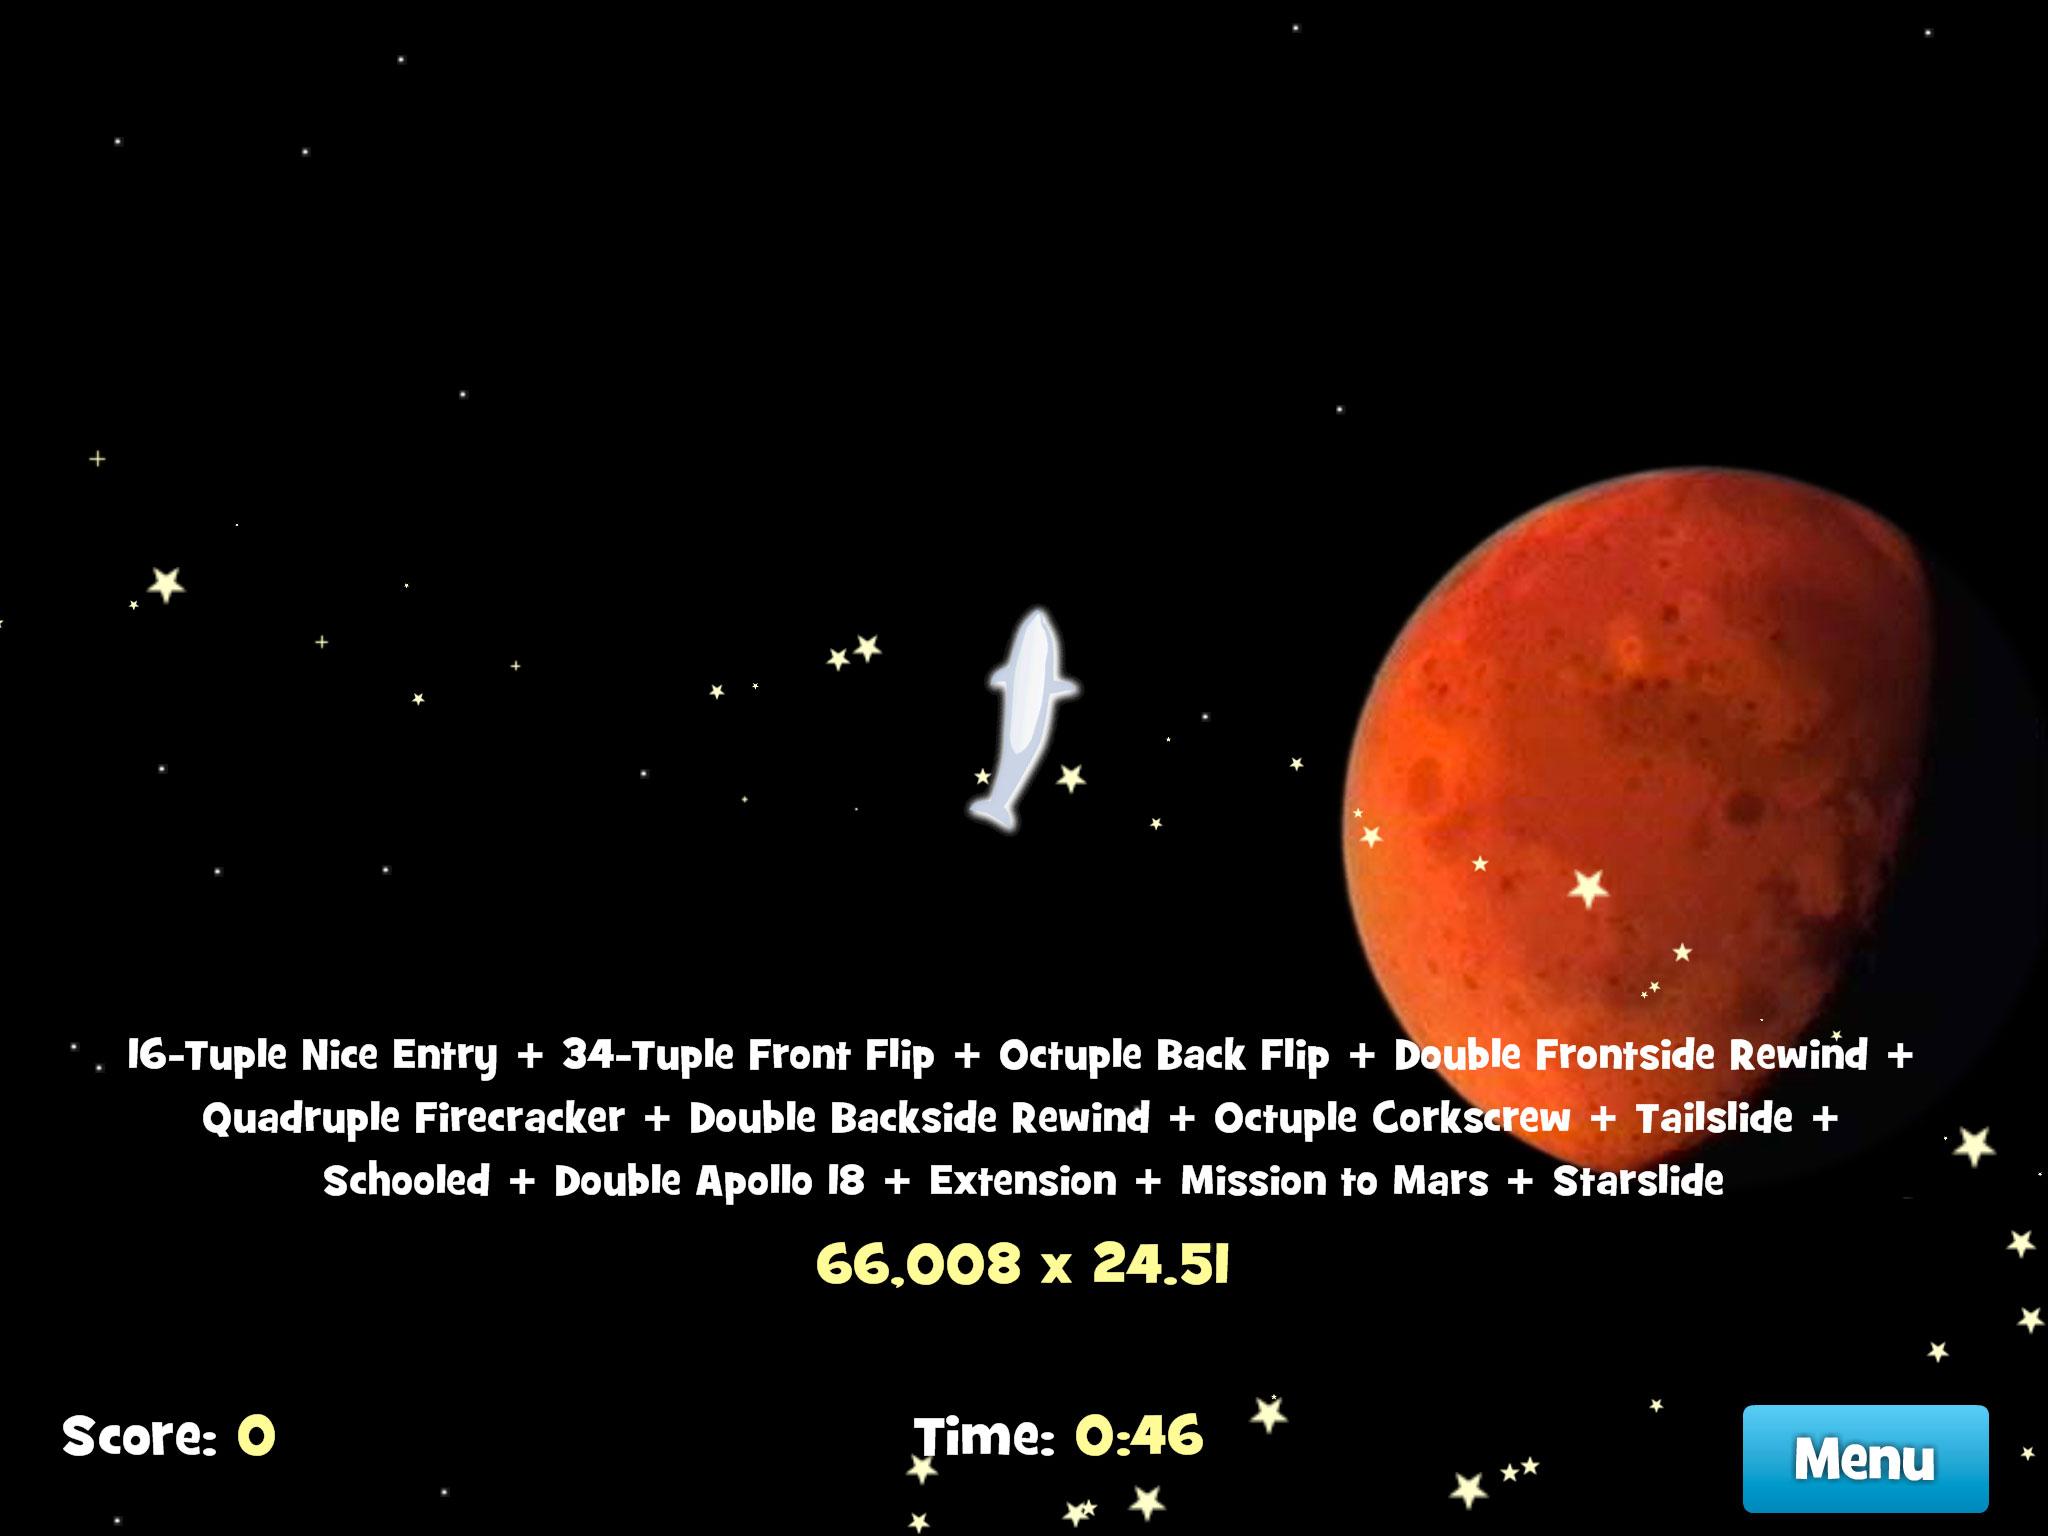 16-Tuple Nice Entry + 34-Tuple Front Flip + Octuple Back Flip + Double Frontside Rewind +
Quadruple Firecracker + Double Backside Rewind + Octuple Corkscrew + Tailslide +
Schooled + Double Apollo 18 + Extension + Mission to Mars + Starslide
66,008 x 24.51
Score: 0
Time: 0:46
Menu